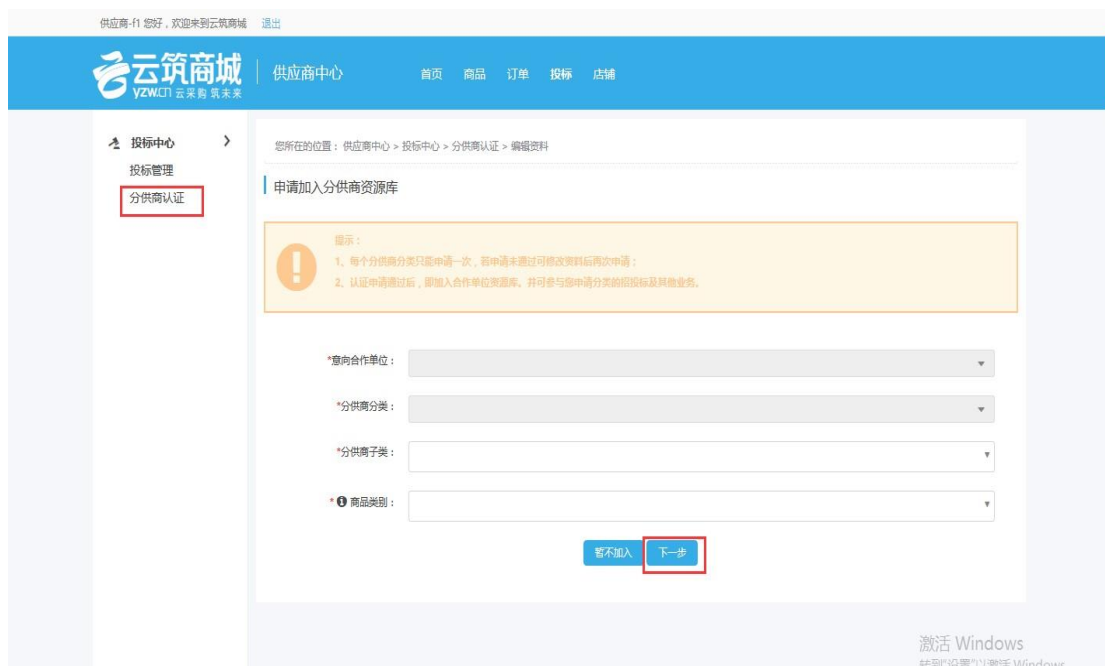 供应商-f1 您好，欢迎来到云筑商城 退出
云筑商城
YZW.CN 云采购 筑未来
供应商中心
首页 商品 订单 投标 店铺
投标中心
投标管理
分供商认证
您所在的位置：供应商中心 > 投标中心 > 分供商认证 > 编辑资料
申请加入分供商资源库
提示：
1、每个分供商分类只能申请一次，若申请未通过可修改资料后再次申请；
2、认证申请通过后，即加入合作单位资源库。并可参与您申请分类的招投标及其他业务。
*意向合作单位：
*分供商分类：
*分供商子类：
* 商品类别：
暂不加入 下一步
激活 Windows
转到"设置"以激活 Windows